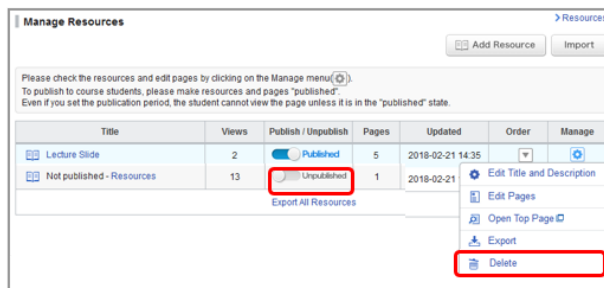 Manage Resources
Resources
Add Resource
Import
Please check the resources and edit pages by clicking on the Manage menu( ).
To publish to course students, please make resources and pages "published".
Even if you set the publication period, the student cannot view the page unless it is in the "published" state.
Title Views Publish / Unpublish Pages Updated Order Manage
Lecture Slide 2 Published 5 2018-02-21 14:35
Not published - Resources 13 Unpublished 1 2018-02-21
Export All Resources
Edit Title and Description
Edit Pages
Open Top Page
Export
Delete